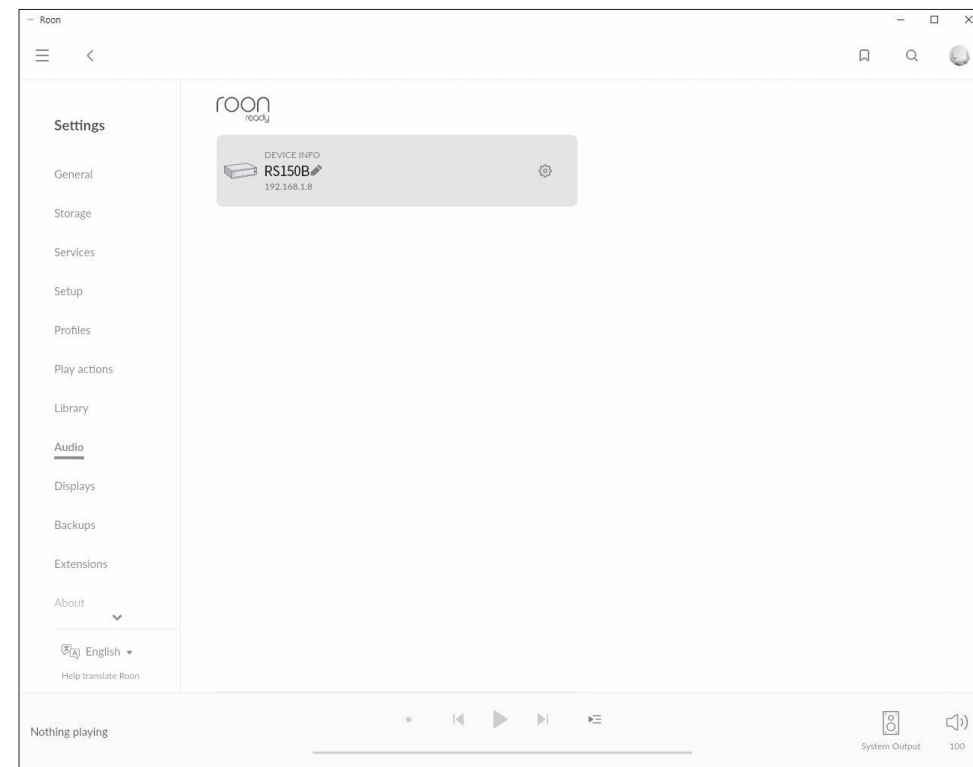 Roon
Settings
General
Storage
Services
Setup
Profiles
Play actions
Library
Audio
Displays
Backups
Extensions
About
English
Help translate Roon
roon
ready
DEVICE INFO
RS150B
192.168.1.8
Nothing playing
System Output
100